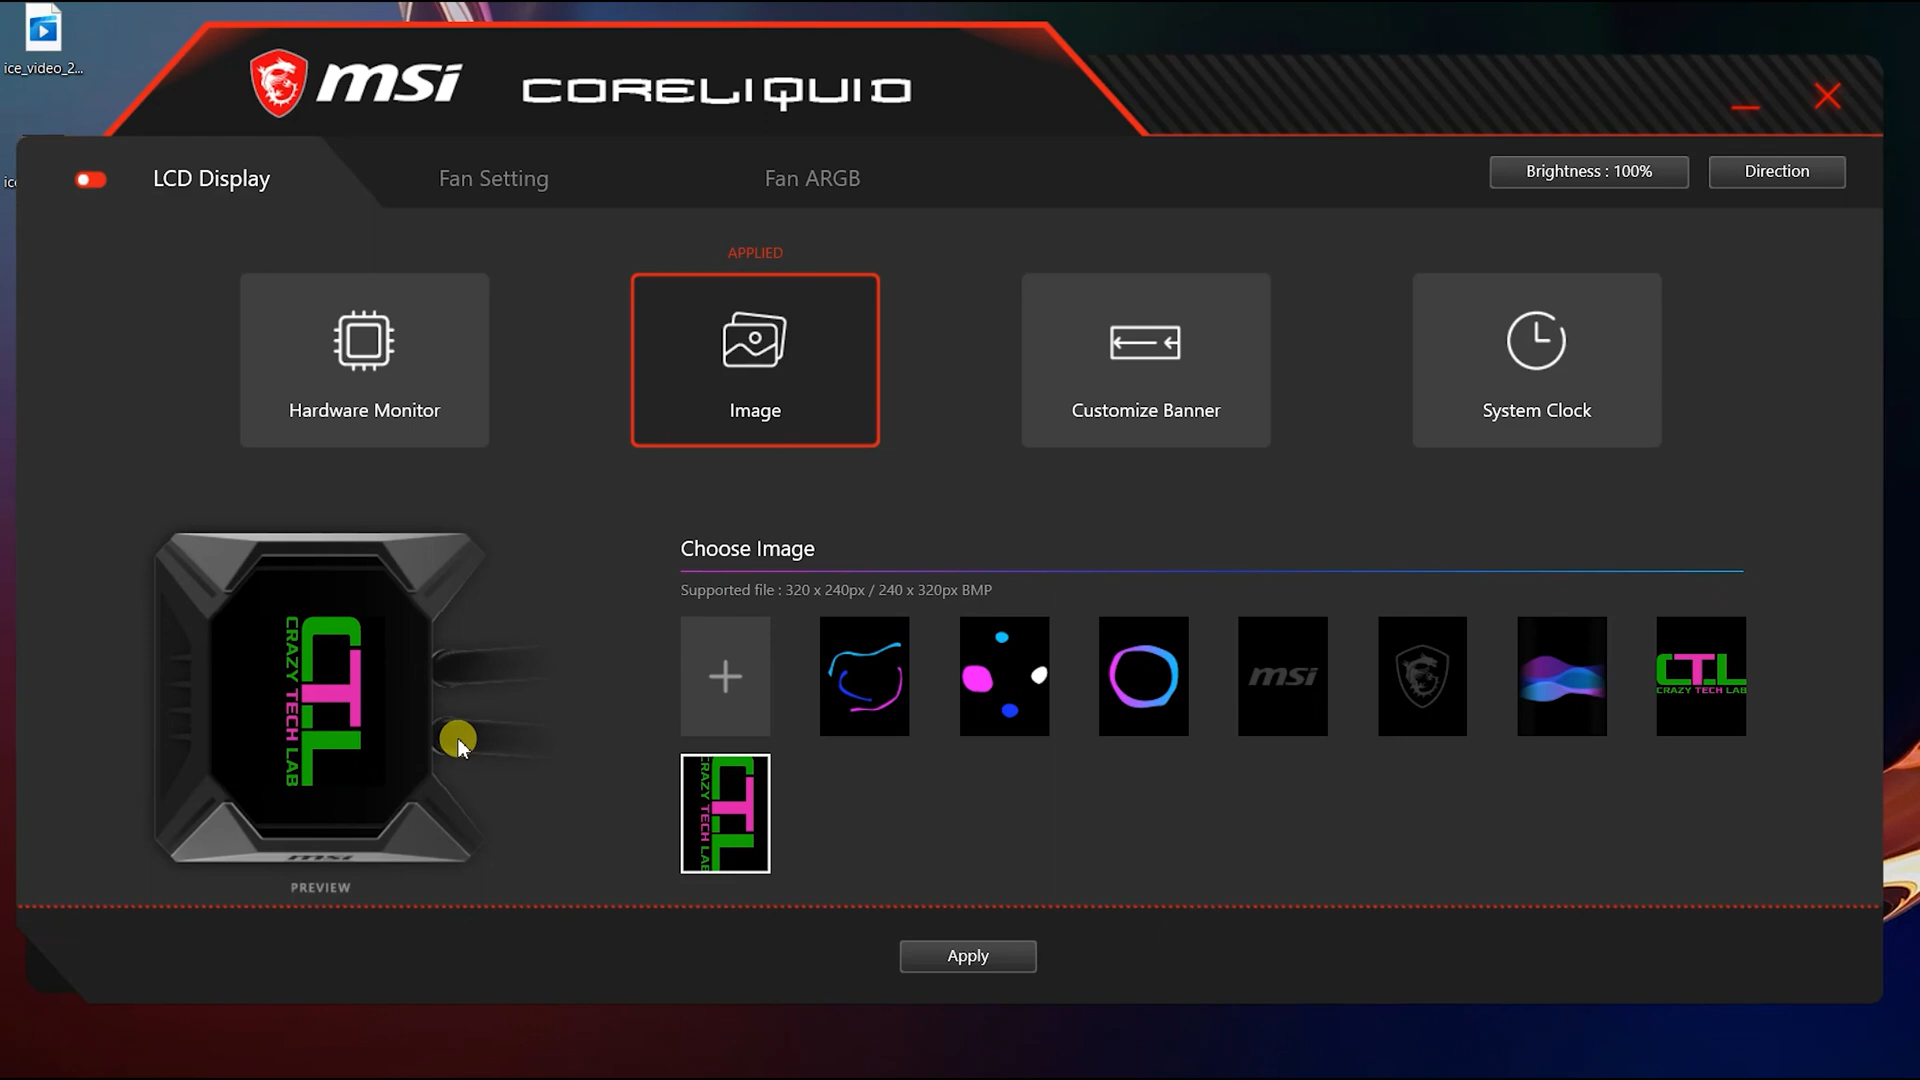 ice_video_2...
msi CORELIQUID
ic
LCD Display
Fan Setting
Fan ARGB
Brightness : 100%
Direction
APPLIED
Hardware Monitor
Image
Customize Banner
System Clock
Choose Image
Supported file : 320 x 240px / 240 x 320px BMP
CTL
CRAZY TECH LAB
msi
CTL
CRAZY TECH LAB
CTL
CRAZY TECH LAB
msi
PREVIEW
Apply